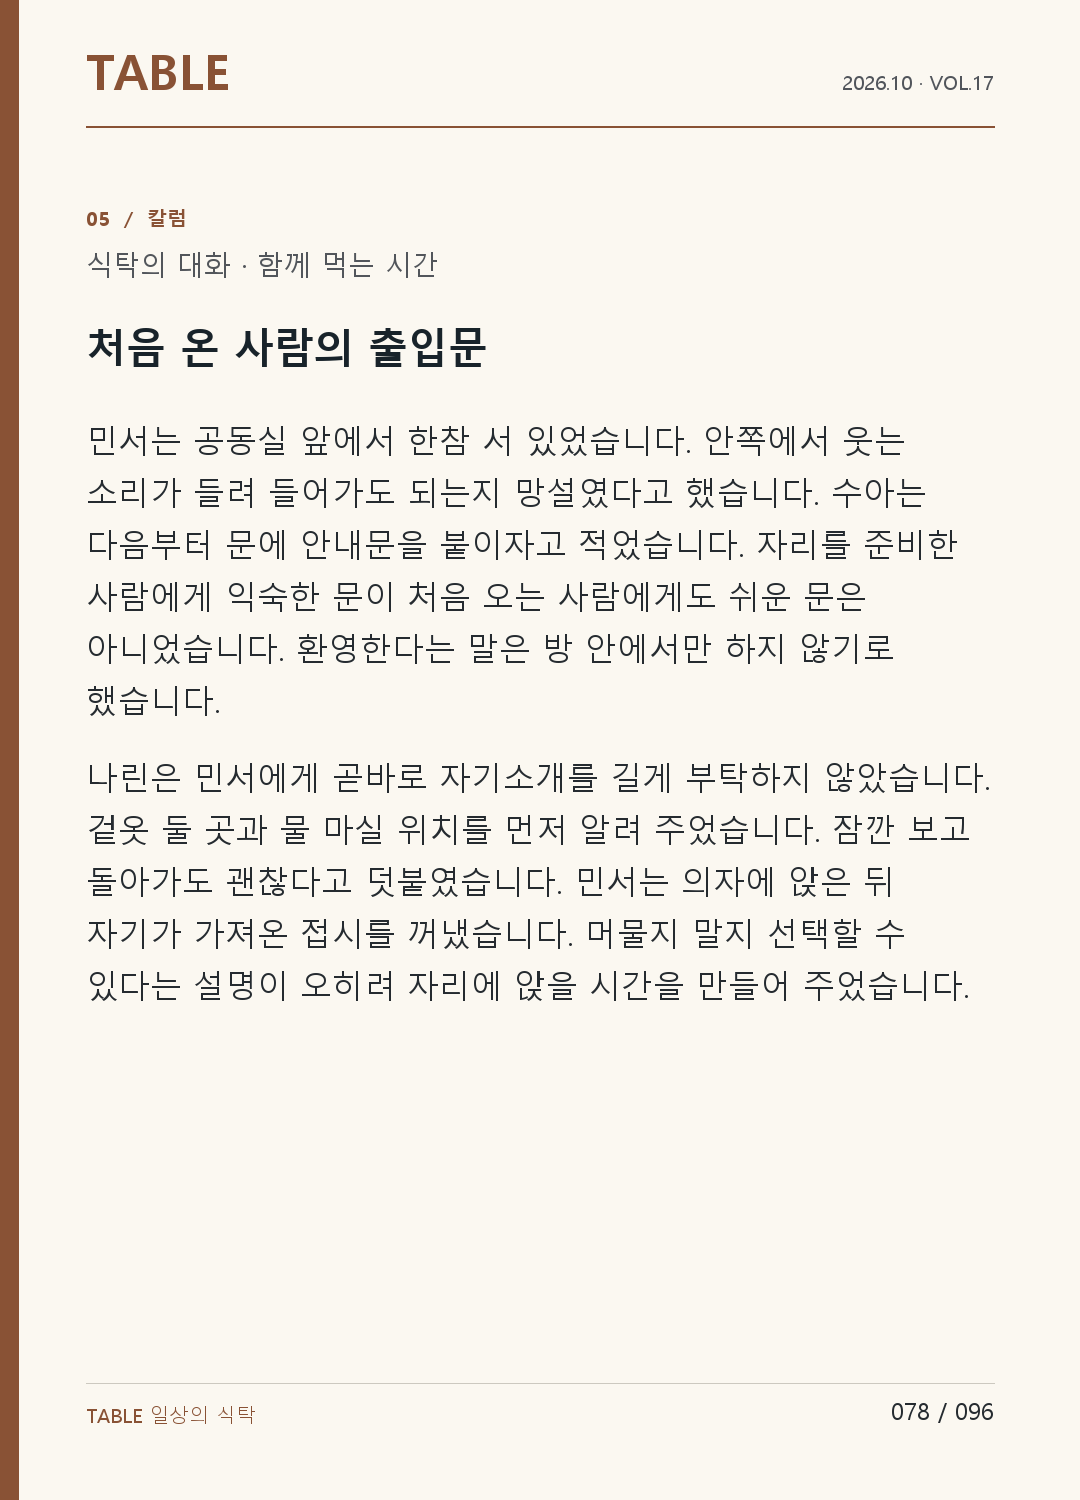 TABLE
2026.10 · VOL.17
05 / 칼럼
식탁의 대화 · 함께 먹는 시간
처음 온 사람의 출입문
민서는 공동실 앞에서 한참 서 있었습니다. 안쪽에서 웃는
소리가 들려 들어가도 되는지 망설였다고 했습니다. 수아는
다음부터 문에 안내문을 붙이자고 적었습니다. 자리를 준비한
사람에게 익숙한 문이 처음 오는 사람에게도 쉬운 문은
아니었습니다. 환영한다는 말은 방 안에서만 하지 않기로
했습니다.
나린은 민서에게 곧바로 자기소개를 길게 부탁하지 않았습니다.
겉옷 둘 곳과 물 마실 위치를 먼저 알려 주었습니다. 잠깐 보고
돌아가도 괜찮다고 덧붙였습니다. 민서는 의자에 앉은 뒤
자기가 가져온 접시를 꺼냈습니다. 머물지 말지 선택할 수
있다는 설명이 오히려 자리에 앉을 시간을 만들어 주었습니다.
TABLE 일상의 식탁
078 / 096